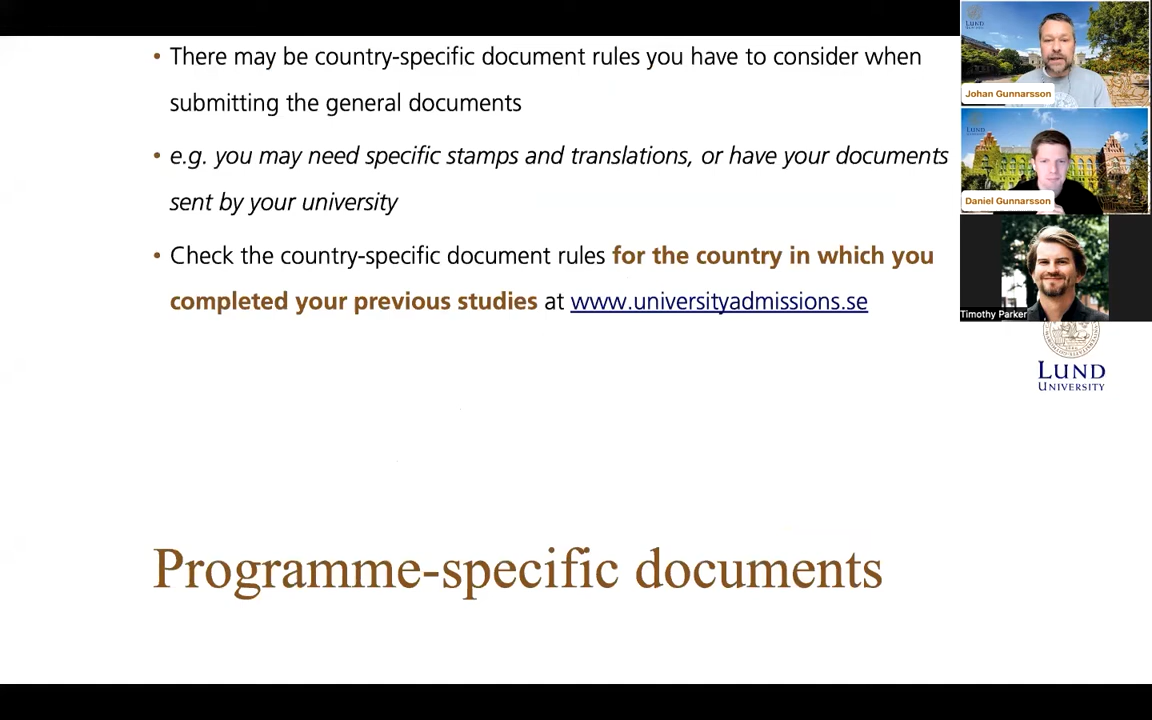 • There may be country-specific document rules you have to consider when
submitting the general documents
• e.g. you may need specific stamps and translations, or have your documents
sent by your university
• Check the country-specific document rules for the country in which you
completed your previous studies at www.universityadmissions.se
Programme-specific documents
LUND
Johan Gunnarsson
LUND
Daniel Gunnarsson
Timothy Parker
LUND
UNIVERSITY